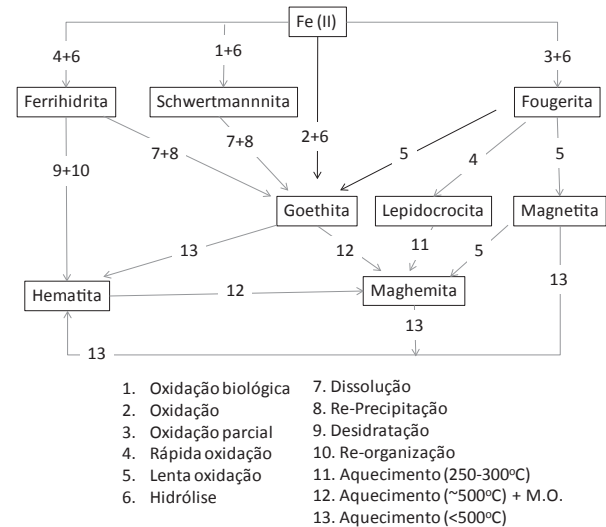 Fe (II)
4+6
1+6
3+6
Ferrihidrita
Schwertmannnita
Fougerita
2+6
7+8
7+8
5
4
5
9+10
Goethita
Lepidocrocita
Magnetita
13
12
11
5
13
Hematita
12
Maghemita
13
13
1. Oxidação biológica
2. Oxidação
3. Oxidação parcial
4. Rápida oxidação
5. Lenta oxidação
6. Hidrólise
7. Dissolução
8. Re-Precipitação
9. Desidratação
10. Re-organização
11. Aquecimento (250-300ºC)
12. Aquecimento (~500ºC) + M.O.
13. Aquecimento (<500ºC)